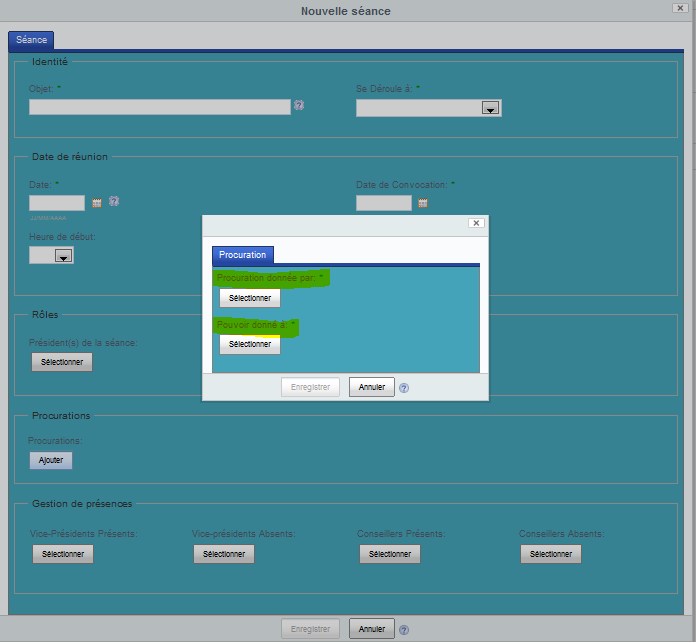 Nouvelle séance
Séance
Identité
Objet: *
Se Déroule à: *
Date de réunion
Date: *
Date de Convocation: *
JJ/MM/AAAA
Heure de début:
Procuration
Procuration donnée par: *
Sélectionner
Pouvoir donné à: *
Sélectionner
Enregistrer
Annuler
Rôles
Président(s) de la séance:
Sélectionner
Procurations
Procurations:
Ajouter
Gestion de présences
Vice-Présidents Présents:
Vice-présidents Absents:
Conseillers Présents:
Conseillers Absents:
Sélectionner
Sélectionner
Sélectionner
Sélectionner
Enregistrer
Annuler